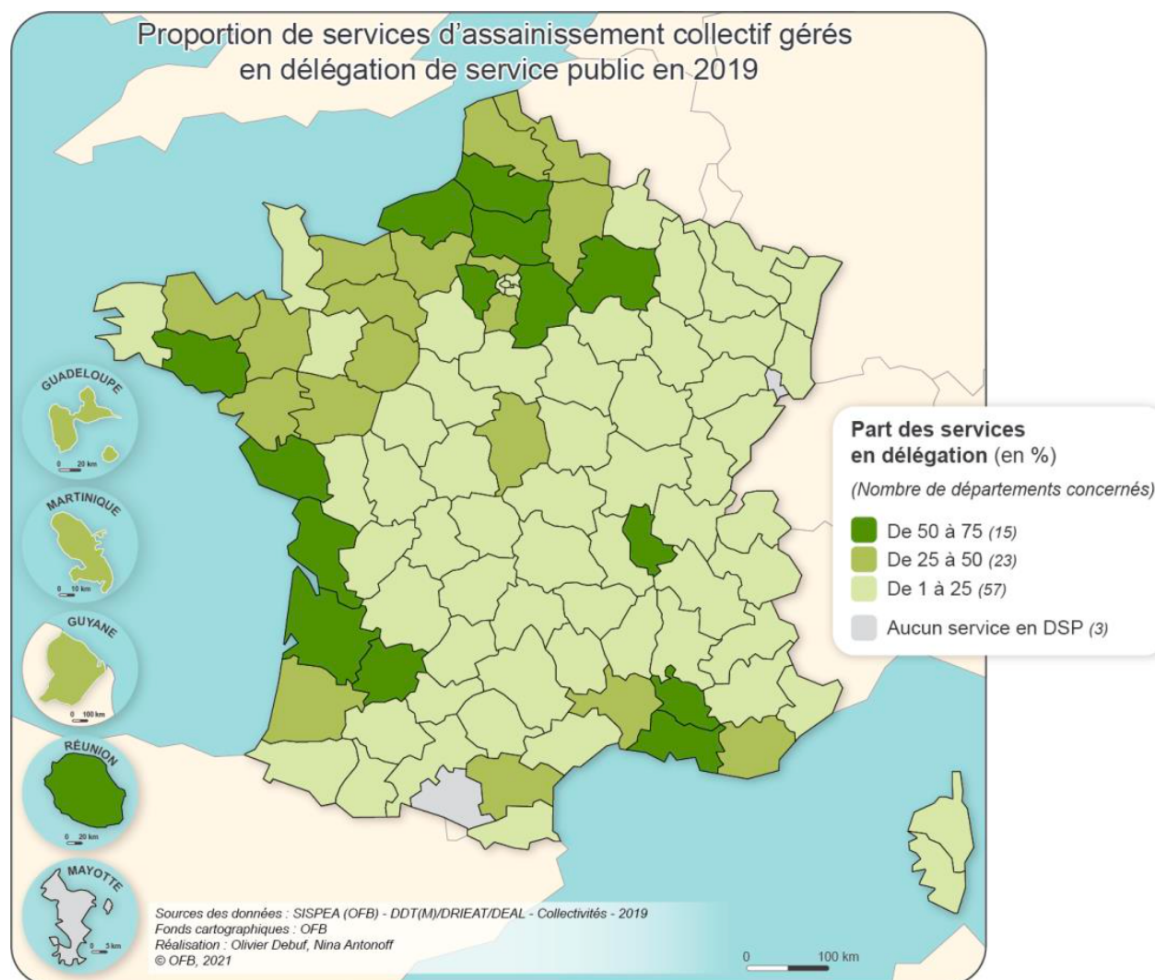 Proportion de services d'assainissement collectif gérés
en délégation de service public en 2019
GUADELOUPE
0 20 km
MARTINIQUE
0 10 km
GUYANE
0 100 km
RÉUNION
0 20 km
MAYOTTE
0 5 km
Part des services
en délégation (en %)
(Nombre de départements concernés)
De 50 à 75 (15)
De 25 à 50 (23)
De 1 à 25 (57)
Aucun service en DSP (3)
Sources des données : SISPEA (OFB) - DDT(M)/DRIEAT/DEAL - Collectivités - 2019
Fonds cartographiques : OFB
Réalisation : Olivier Debuf, Nina Antonoff
© OFB, 2021
0 100 km